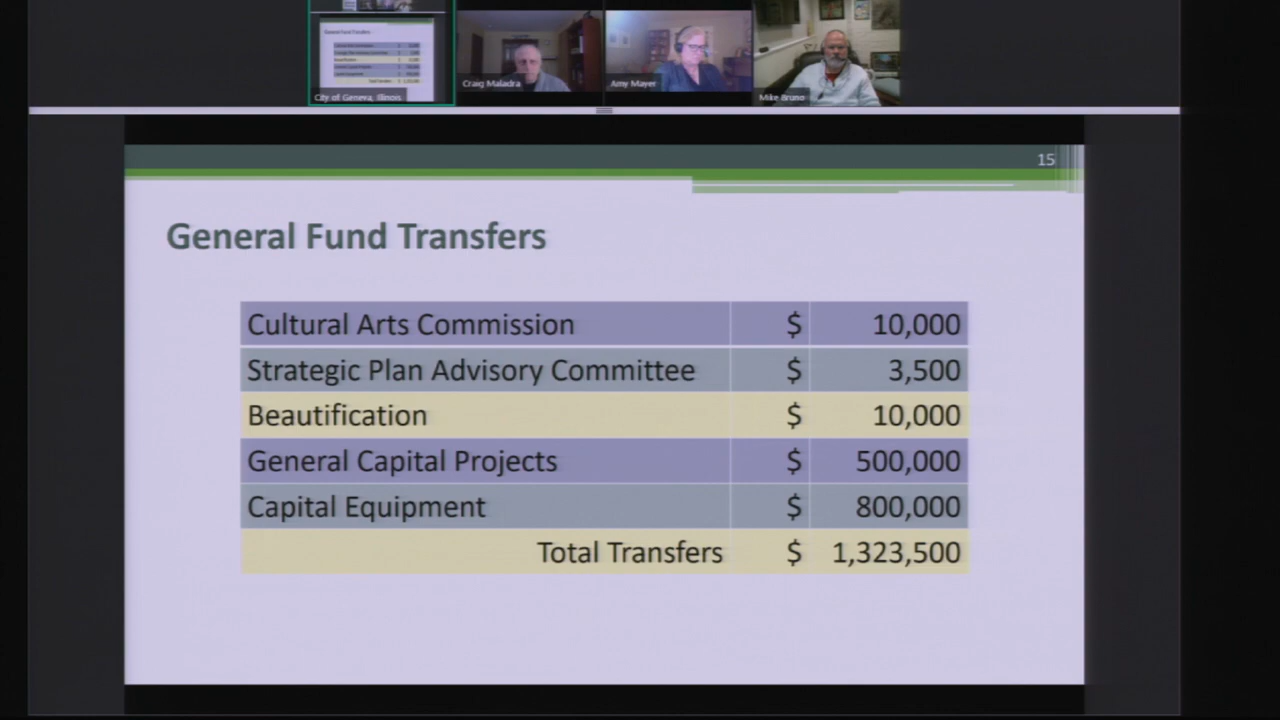 City of Geneva, Illinois
Craig Maladra
Amy Mayer
Mike Bruno
15
General Fund Transfers
Cultural Arts Commission $ 10,000
Strategic Plan Advisory Committee $ 3,500
Beautification $ 10,000
General Capital Projects $ 500,000
Capital Equipment $ 800,000
Total Transfers $ 1,323,500